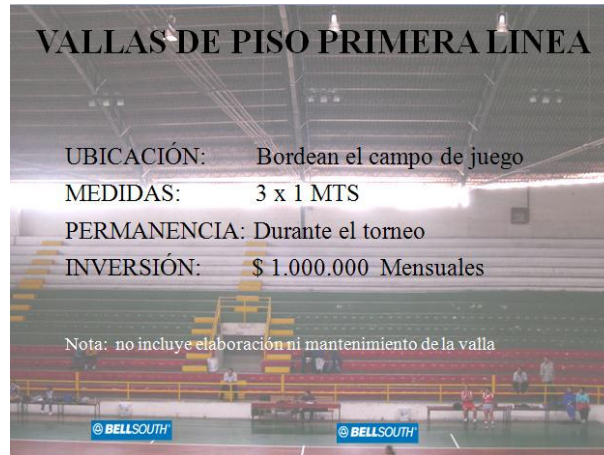 VALLAS DE PISO PRIMERA LINEA
UBICACIÓN: Bordean el campo de juego
MEDIDAS: 3 x 1 MTS
PERMANENCIA: Durante el torneo
INVERSIÓN: $ 1.000.000 Mensuales
Nota: no incluye elaboración ni mantenimiento de la valla
BELLSOUTH
BELLSOUTH